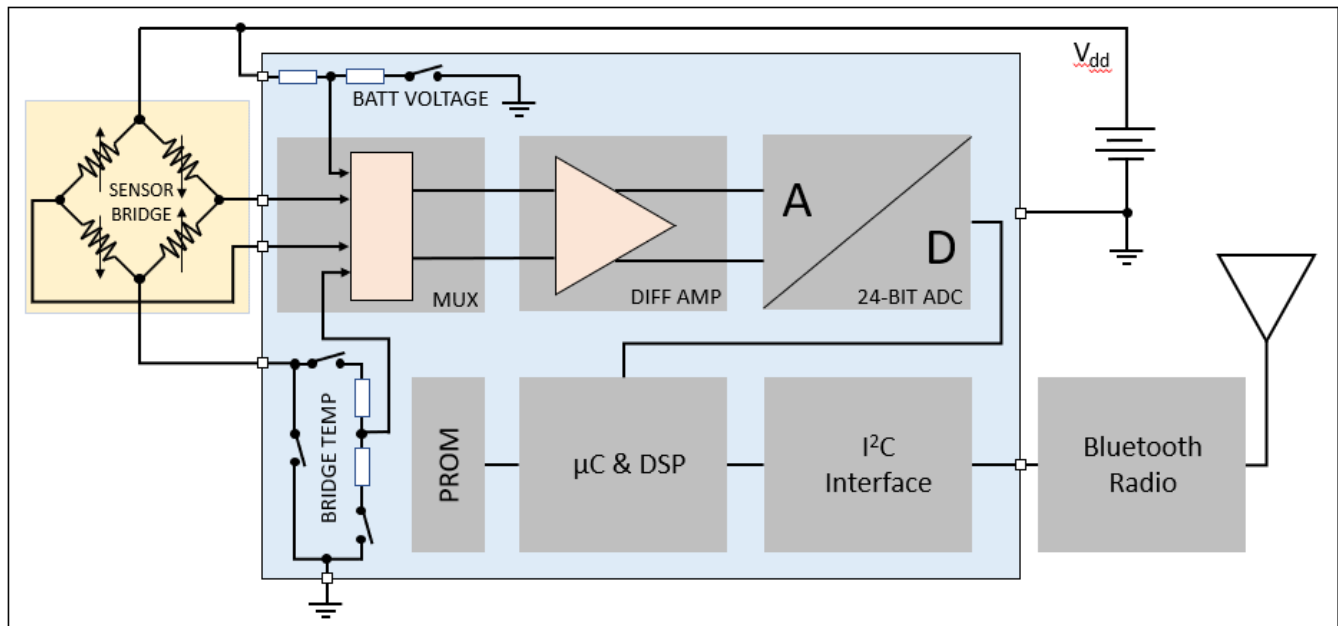 V_dd
BATT VOLTAGE
SENSOR
BRIDGE
A
D
MUX
DIFF AMP
24-BIT ADC
BRIDGE TEMP
PROM
µC & DSP
I²C
Interface
Bluetooth
Radio